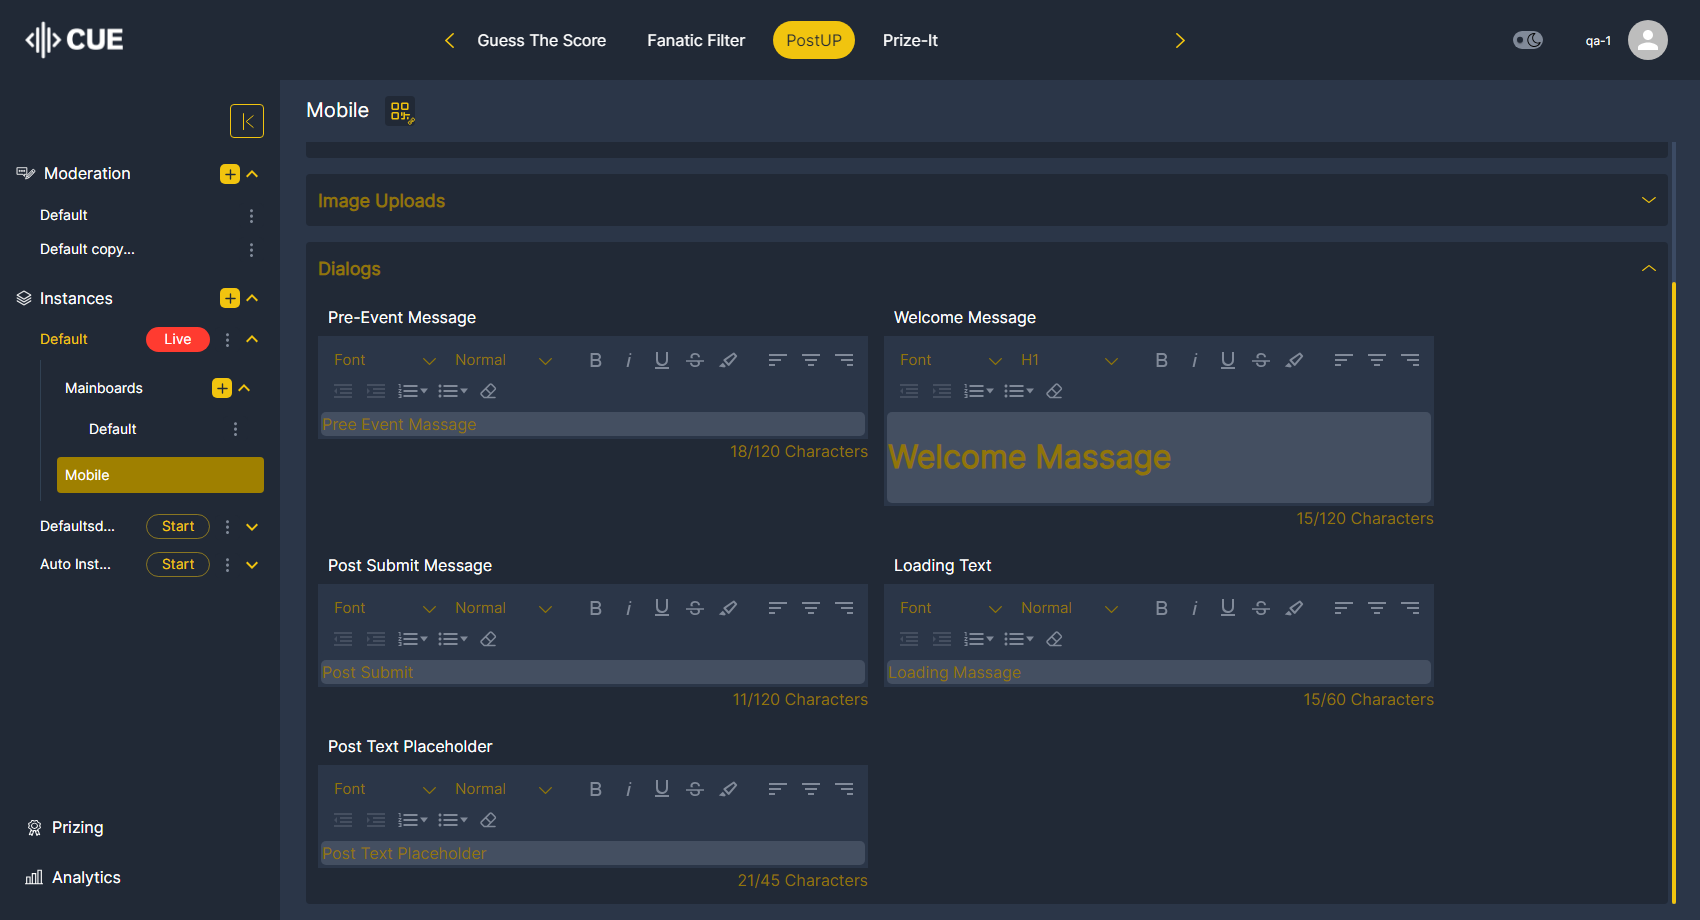 CUE
Guess The Score
Fanatic Filter
PostUP
Prize-It
qa-1
Moderation
Default
Default copy...
Instances
Default
Live
Mainboards
Default
Mobile
Defaultsd...
Start
Auto Inst...
Start
Prizing
Analytics
Mobile
Image Uploads
Dialogs
Pre-Event Message
Font
Normal
Pree Event Massage
18/120 Characters
Welcome Message
Font
H1
Welcome Massage
15/120 Characters
Post Submit Message
Font
Normal
Post Submit
11/120 Characters
Loading Text
Font
Normal
Loading Massage
15/60 Characters
Post Text Placeholder
Font
Normal
Post Text Placeholder
21/45 Characters